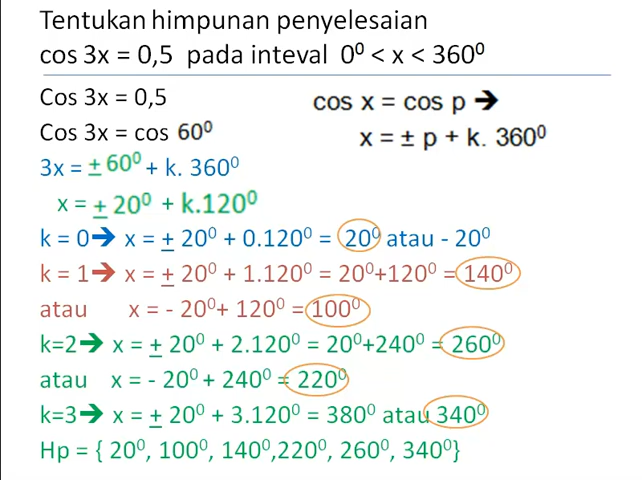 Tentukan himpunan penyelesaian
cos 3x = 0,5 pada inteval 0⁰ < x < 360⁰
Cos 3x = 0,5
cos x = cos p ➔
Cos 3x = cos 60⁰
x = ± p + k. 360⁰
3x = ± 60⁰ + k. 360⁰
x = ± 20⁰ + k.120⁰
k = 0➔ x = ± 20⁰ + 0.120⁰ = 20⁰ atau - 20⁰
k = 1➔ x = ± 20⁰ + 1.120⁰ = 20⁰+120⁰ = 140⁰
atau x = - 20⁰+ 120⁰ = 100⁰
k=2➔ x = ± 20⁰ + 2.120⁰ = 20⁰+240⁰ = 260⁰
atau x = - 20⁰ + 240⁰ = 220⁰
k=3➔ x = ± 20⁰ + 3.120⁰ = 380⁰ atau 340⁰
Hp = { 20⁰, 100⁰, 140⁰,220⁰, 260⁰, 340⁰}